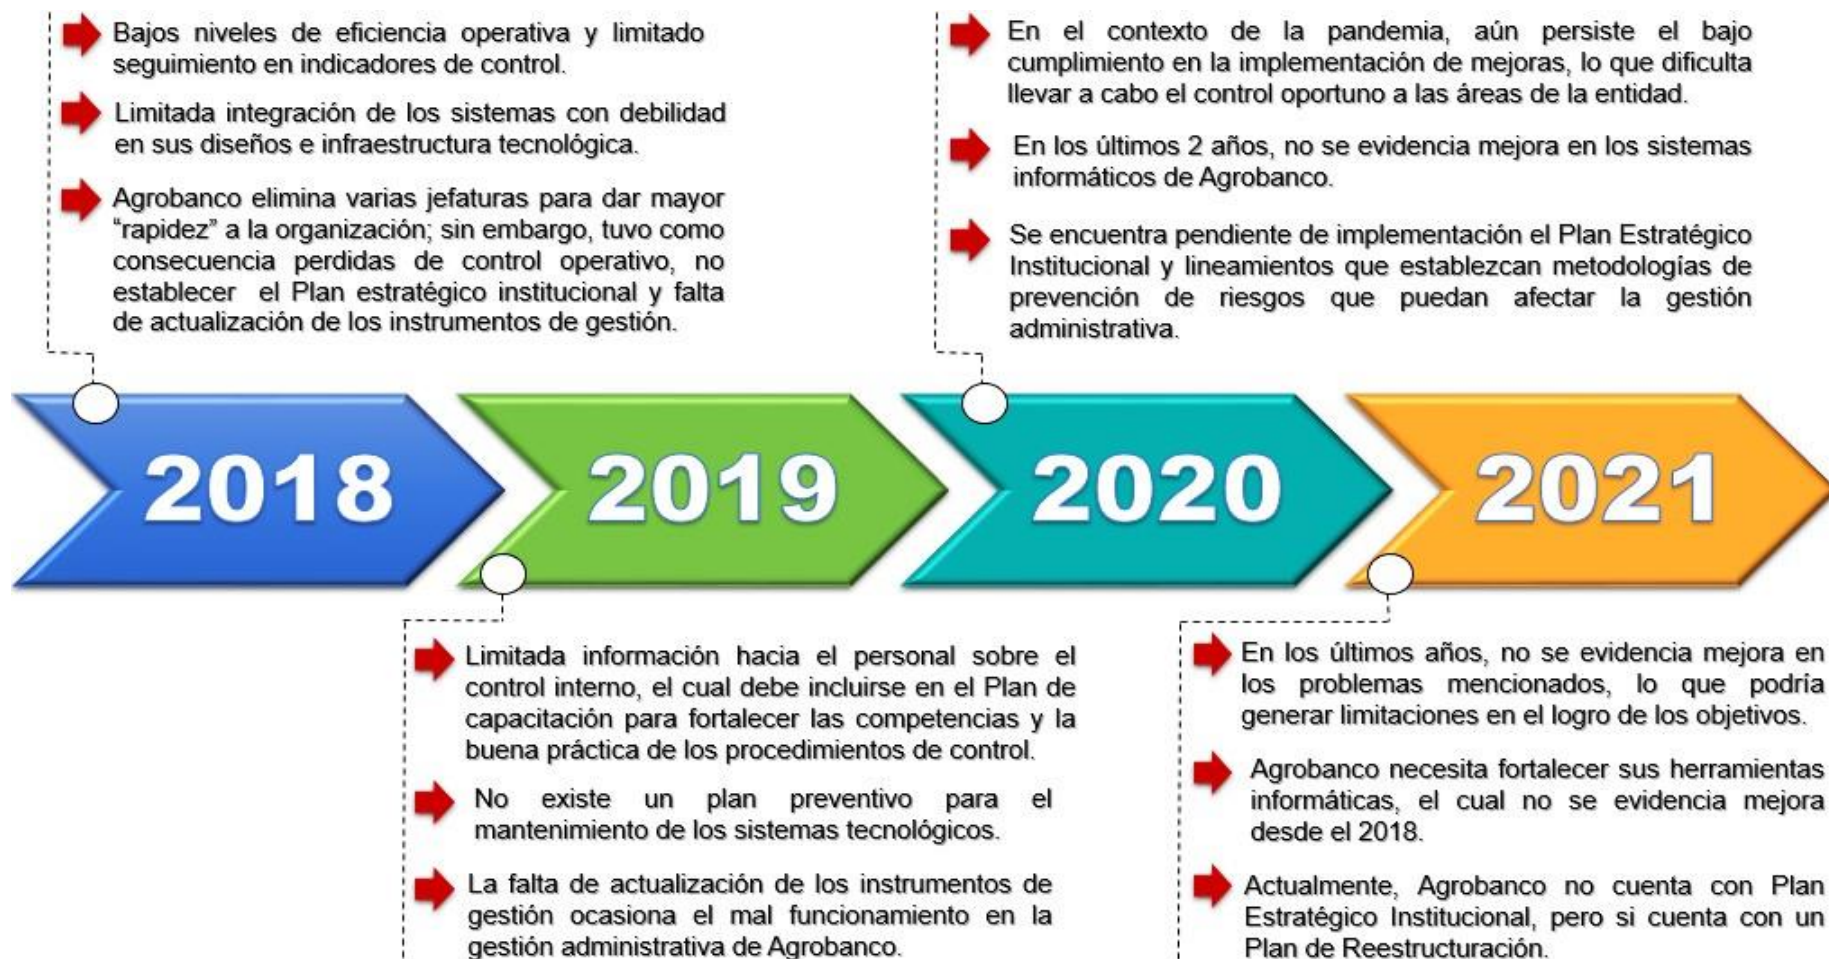 Bajos niveles de eficiencia operativa y limitado
seguimiento en indicadores de control.
Limitada integración de los sistemas con debilidad
en sus diseños e infraestructura tecnológica.
Agrobanco elimina varias jefaturas para dar mayor
“rapidez” a la organización; sin embargo, tuvo como
consecuencia perdidas de control operativo, no
establecer el Plan estratégico institucional y falta
de actualización de los instrumentos de gestión.
En el contexto de la pandemia, aún persiste el bajo
cumplimiento en la implementación de mejoras, lo que dificulta
llevar a cabo el control oportuno a las áreas de la entidad.
En los últimos 2 años, no se evidencia mejora en los sistemas
informáticos de Agrobanco.
Se encuentra pendiente de implementación el Plan Estratégico
Institucional y lineamientos que establezcan metodologías de
prevención de riesgos que puedan afectar la gestión
administrativa.
2018
2019
2020
2021
Limitada información hacia el personal sobre el
control interno, el cual debe incluirse en el Plan de
capacitación para fortalecer las competencias y la
buena práctica de los procedimientos de control.
No existe un plan preventivo para el
mantenimiento de los sistemas tecnológicos.
La falta de actualización de los instrumentos de
gestión ocasiona el mal funcionamiento en la
gestión administrativa de Agrobanco.
En los últimos años, no se evidencia mejora en
los problemas mencionados, lo que podría
generar limitaciones en el logro de los objetivos.
Agrobanco necesita fortalecer sus herramientas
informáticas, el cual no se evidencia mejora
desde el 2018.
Actualmente, Agrobanco no cuenta con Plan
Estratégico Institucional, pero si cuenta con un
Plan de Reestructuración.